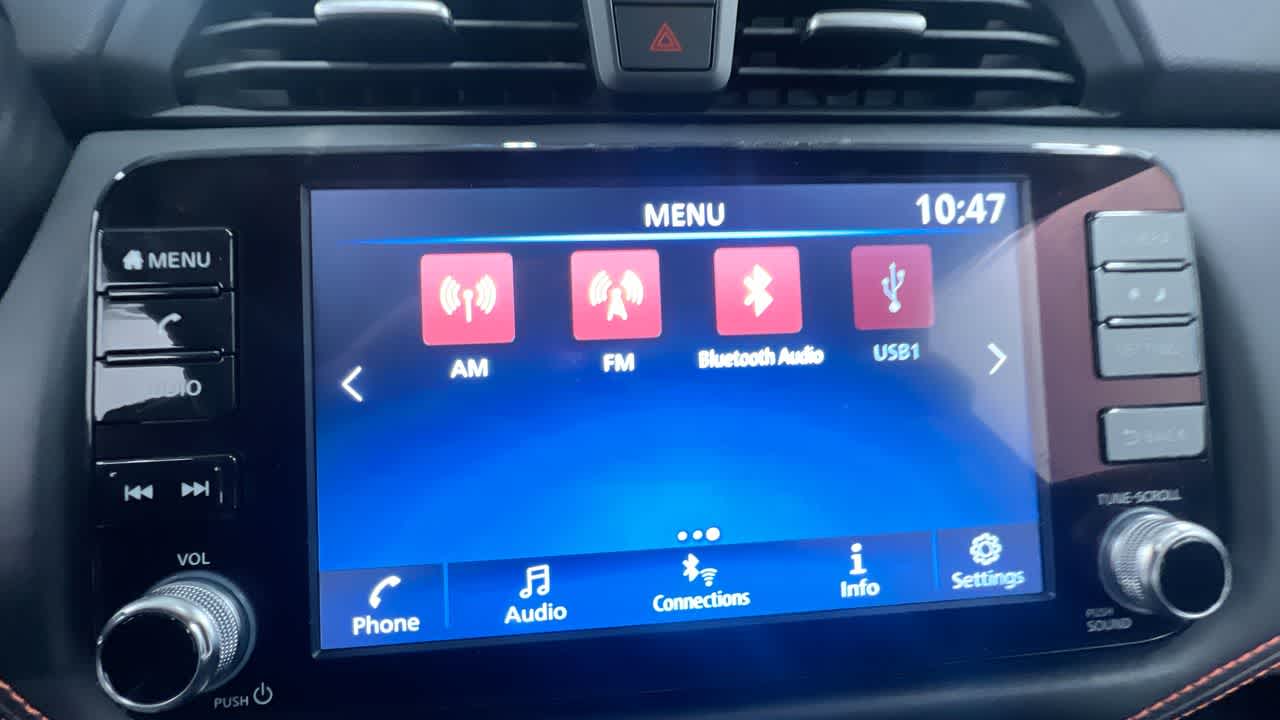 MENU
10:47
MENU
AM
FM
Bluetooth Audio
USB1
VOL
PUSH
Phone
Audio
Connections
Info
Settings
BACK
TUNE·SCROLL
PUSH
SOUND